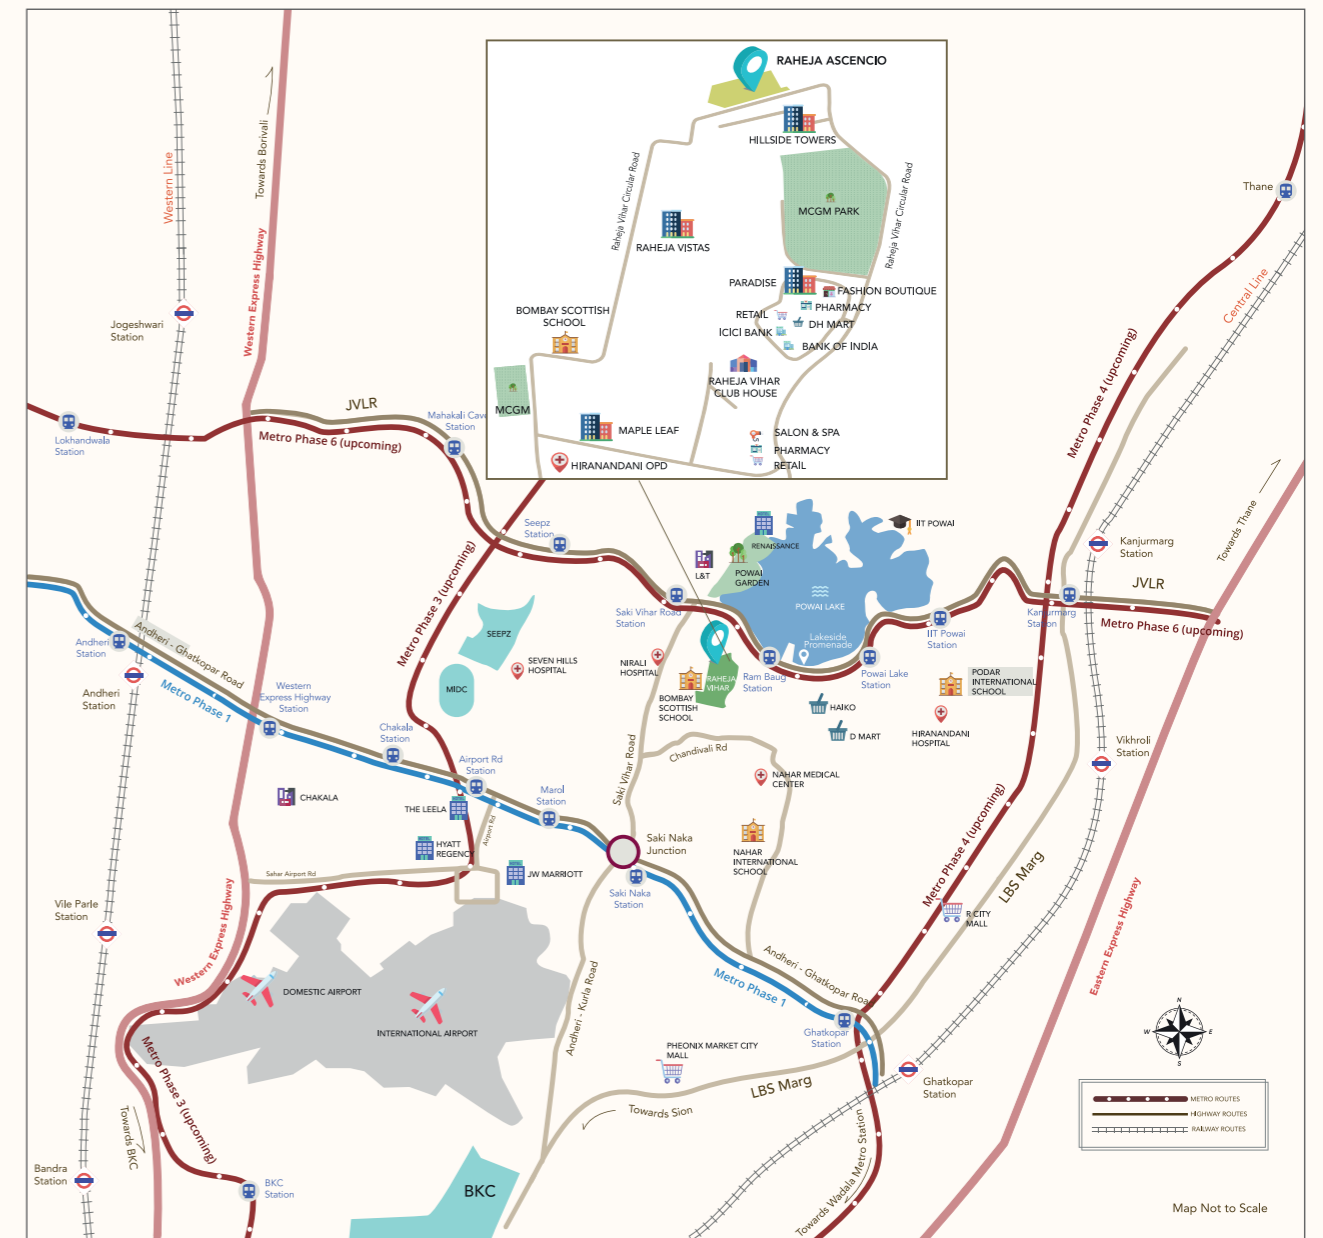 RAHEJA ASCENCIO
HILLSIDE TOWERS
Raheja Vihar Circular Road
MCGM PARK
Raheja Vihar Circular Road
RAHEJA VISTAS
PARADISE
FASHION BOUTIQUE
PHARMACY
RETAIL
DH MART
ICICI BANK
BANK OF INDIA
BOMBAY SCOTTISH
SCHOOL
RAHEJA VIHAR
CLUB HOUSE
MCGM
MAPLE LEAF
SALON & SPA
PHARMACY
RETAIL
HIRANANDANI OPD
Western Line
Towards Borivali
Western Express Highway
Jogeshwari
Station
Thane
Central Line
Metro Phase 4 (upcoming)
JVLR
Mahakali Cave
Station
Lokhandwala
Station
Metro Phase 6 (upcoming)
Seepz
Station
HOTEL
RENAISSANCE
IIT POWAI
L&T
POWAI
GARDEN
POWAI LAKE
Lakeside
Promenade
Kanjurmarg
Station
Towards Thane
JVLR
Kanjurmarg
Station
Metro Phase 6 (upcoming)
Saki Vihar Road
Station
IIT Powai
Station
Metro Phase 3 (upcoming)
SEEPZ
SEVEN HILLS
HOSPITAL
MIDC
NIRALI
HOSPITAL
BOMBAY
SCOTTISH
SCHOOL
RAHEJA
VIHAR
Ram Baug
Station
Powai Lake
Station
PODAR
INTERNATIONAL
SCHOOL
HAIKO
D MART
HIRANANDANI
HOSPITAL
Vikhroli
Station
Andheri
Station
Andheri - Ghatkopar Road
Andheri
Station
Metro Phase 1
Western
Express Highway
Station
Chakala
Station
Airport Rd
Station
Marol
Station
Saki Vihar Road
Chandivali Rd
NAHAR MEDICAL
CENTER
CHAKALA
THE LEELA
HOTEL
HYATT
REGENCY
HOTEL
Airport Rd
JW MARRIOTT
HOTEL
Saki Naka
Junction
Saki Naka
Station
NAHAR
INTERNATIONAL
SCHOOL
Metro Phase 4 (upcoming)
LBS Marg
R CITY
MALL
Eastern Express Highway
Sahar Airport Rd
Vile Parle
Station
Western Express Highway
DOMESTIC AIRPORT
INTERNATIONAL AIRPORT
Andheri - Kurla Road
Andheri - Ghatkopar Road
Metro Phase 1
Ghatkopar
Station
PHEONIX MARKET CITY
MALL
LBS Marg
Towards Sion
Ghatkopar
Station
Metro Phase 3 (upcoming)
Towards BKC
Bandra
Station
BKC
Station
BKC
Towards Wadala Metro Station
N
W
E
S
METRO ROUTES
HIGHWAY ROUTES
RAILWAY ROUTES
Map Not to Scale